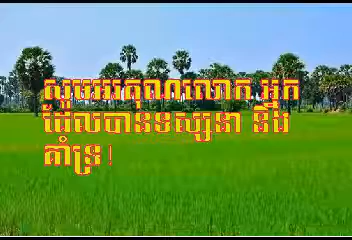 សូមអរគុណលោក អ្នក
ដែលបានទស្សនា និង
គាំទ្រ!